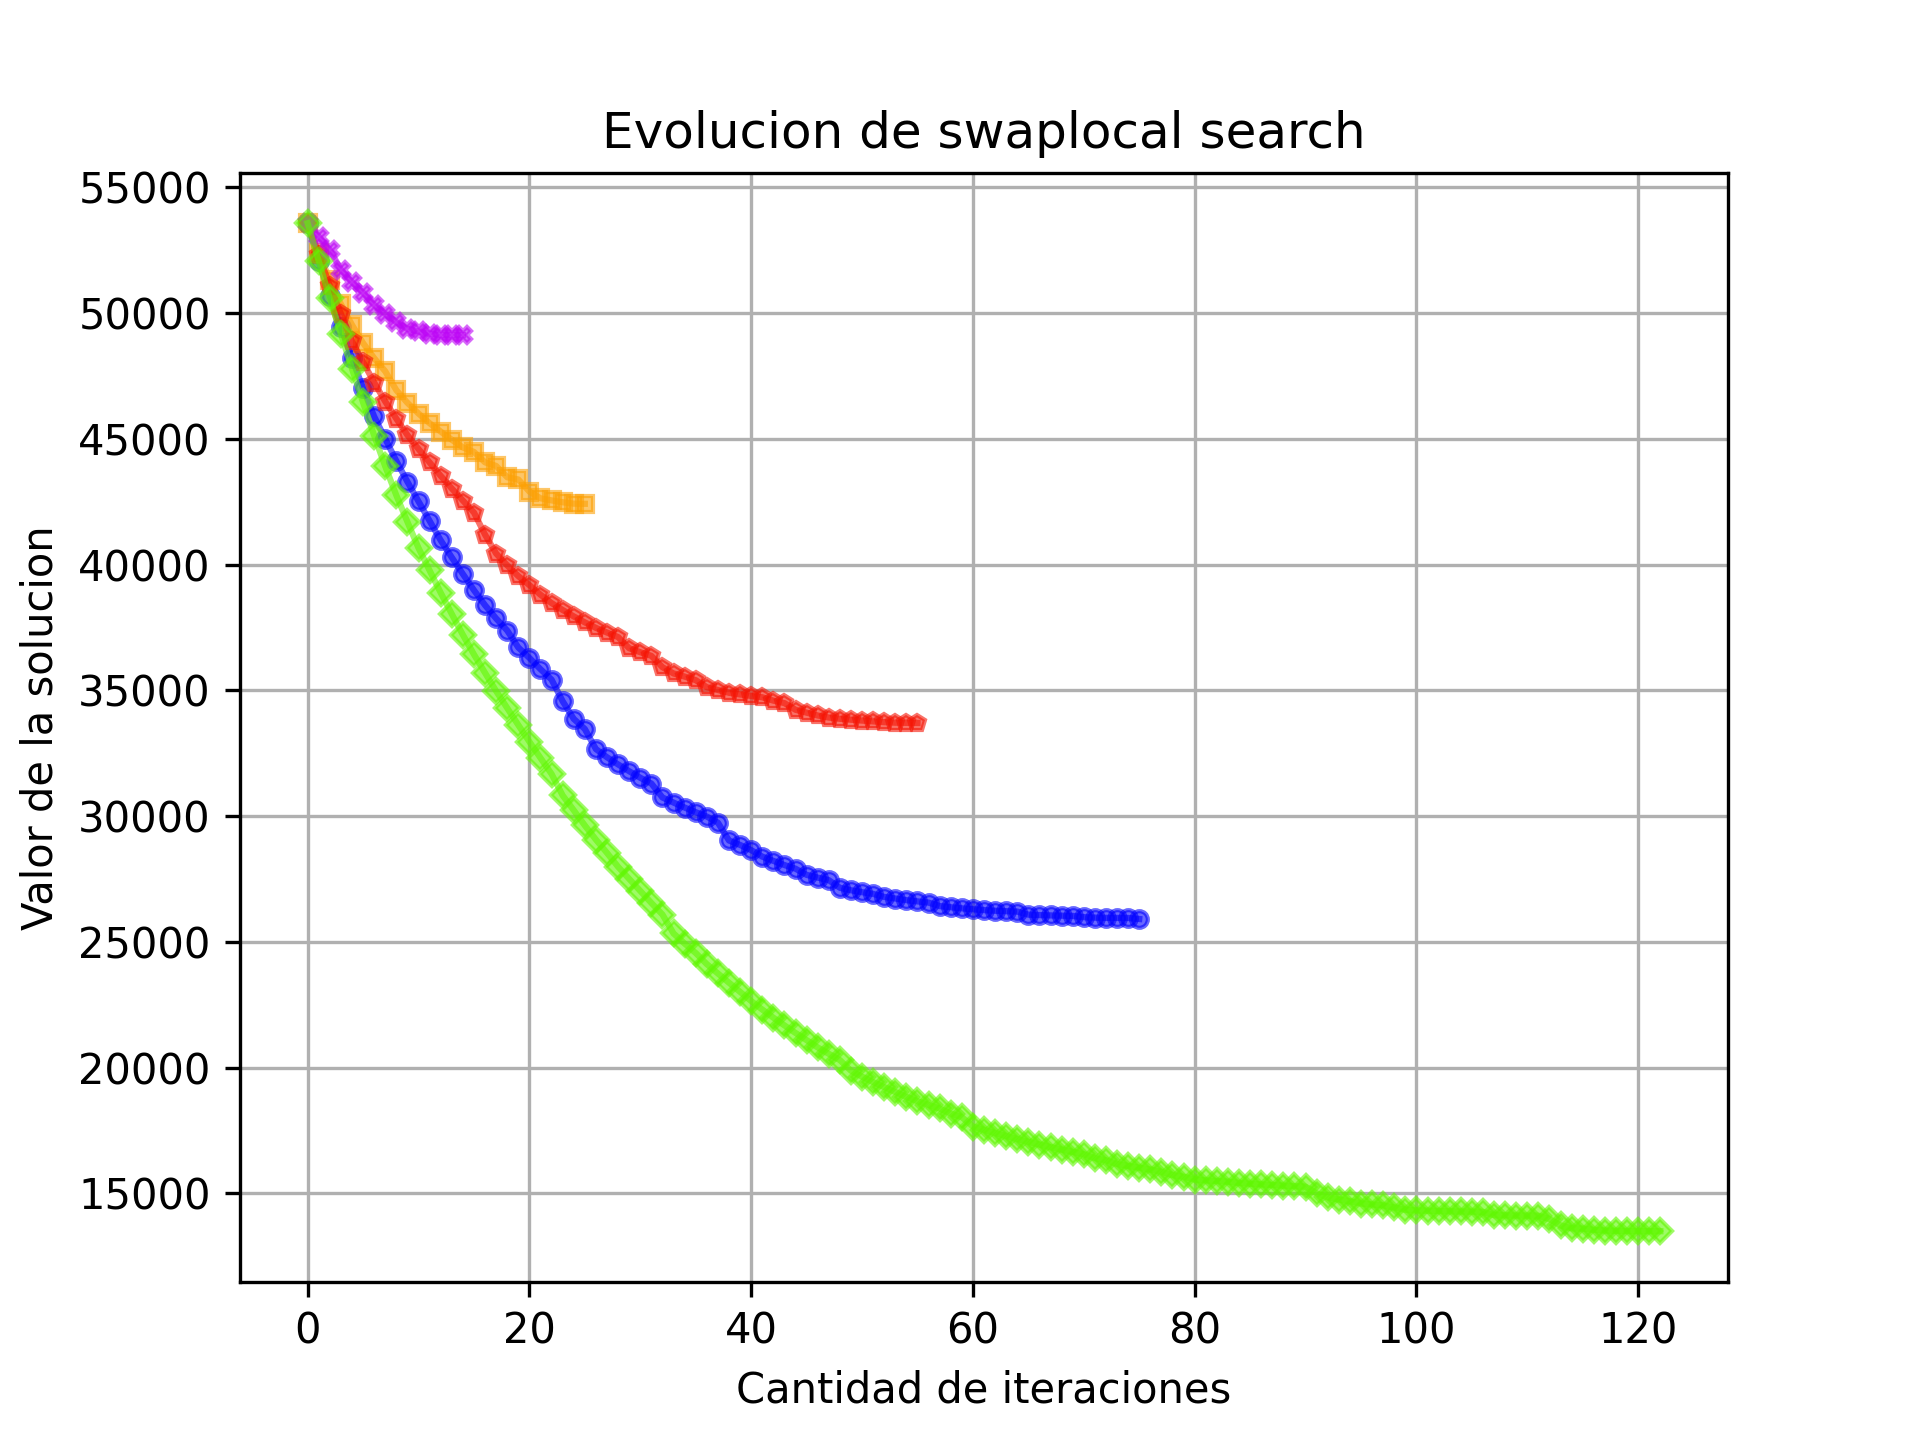 Evolucion de swaplocal search
55000
50000
45000
40000
35000
30000
25000
20000
15000
Valor de la solucion
0 20 40 60 80 100 120
Cantidad de iteraciones